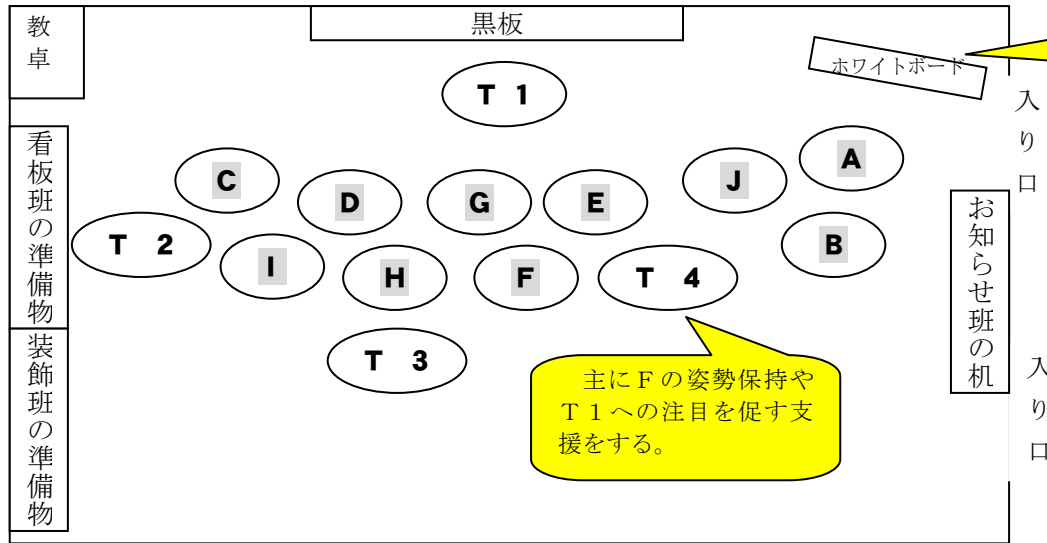 教
卓
黒板
ホワイトボード
入り口
T 1
看板班の準備物
C
D
G
E
J
A
T 2
I
H
F
T 4
B
お知らせ班の机
装飾班の準備物
T 3
主にFの姿勢保持や
T1への注目を促す支
援をする。
入り口